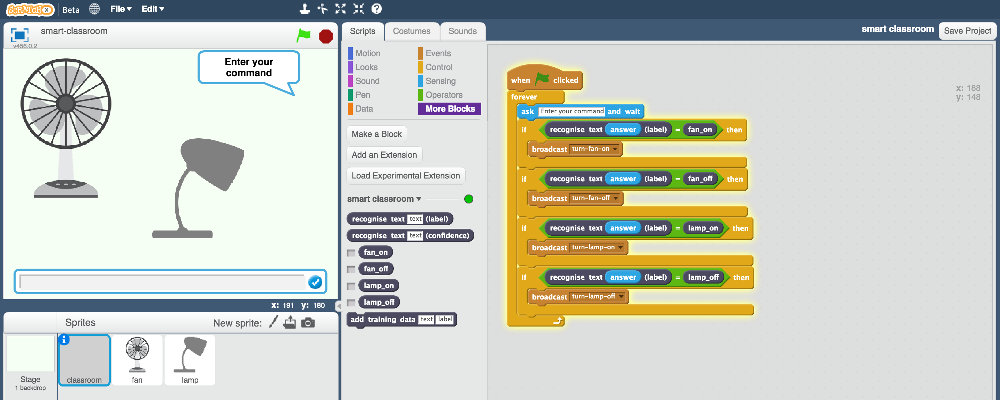 SCRATCHX Beta File Edit
smart-classroom
v456.0.2
Enter your
command
x: 191 y: 180
Sprites New sprite:
Stage
1 backdrop
classroom fan lamp
Scripts Costumes Sounds
smart classroom Save Project
Motion Events
Looks Control
Sound Sensing
Pen Operators
Data More Blocks
Make a Block
Add an Extension
Load Experimental Extension
smart classroom
recognise text text (label)
recognise text text (confidence)
fan_on
fan_off
lamp_on
lamp_off
add training data text label
when clicked
forever
ask Enter your command and wait
if recognise text answer (label) = fan_on then
broadcast turn-fan-on
if recognise text answer (label) = fan_off then
broadcast turn-fan-off
if recognise text answer (label) = lamp_on then
broadcast turn-lamp-on
if recognise text answer (label) = lamp_off then
broadcast turn-lamp-off
x: 188
y: 148